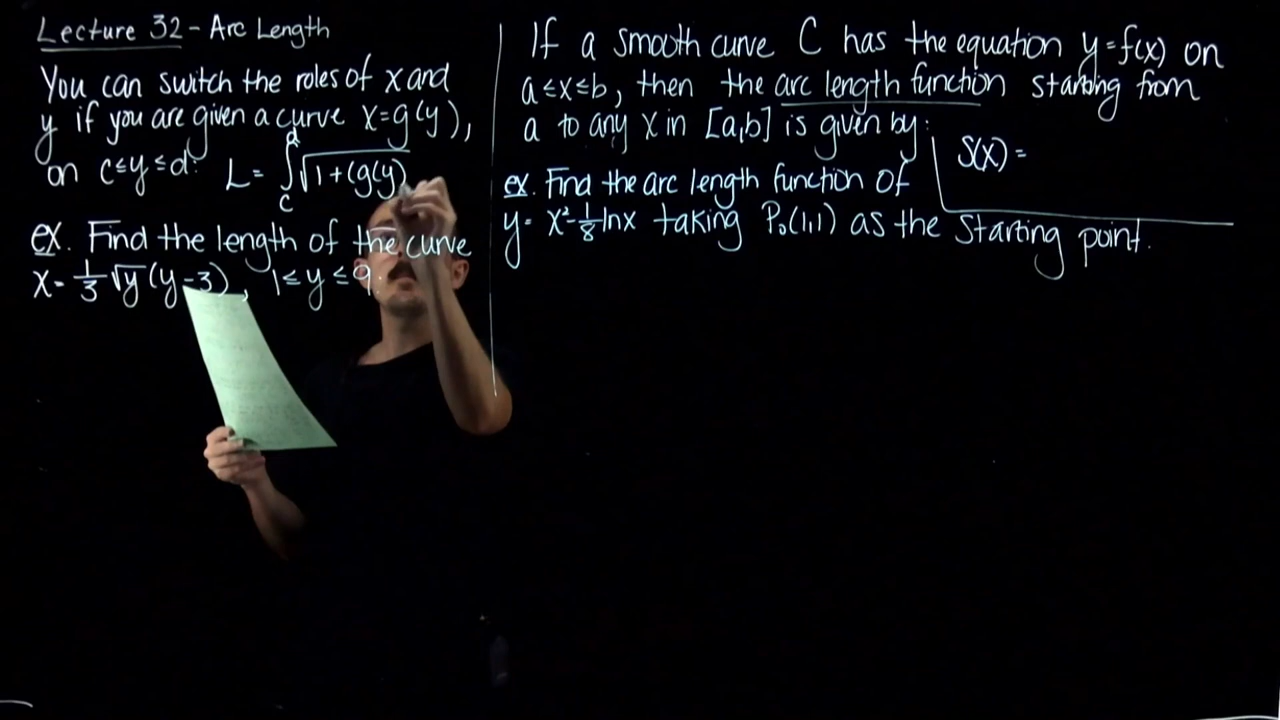 Lecture 32 - Arc Length
You can switch the roles of x and
y if you are given a curve x=g(y),
on c≤y≤d: L = ∫_c^d √1+(g(y)
ex. Find the length of the curve
x = 1/3 √y (y-3), 1≤y≤9.
If a smooth curve C has the equation y=f(x) on
a≤x≤b, then the arc length function starting from
a to any x in [a,b] is given by:
S(x) =
ex. Find the arc length function of
y = x² - 1/8 ln x taking P₀(1,1) as the starting point.